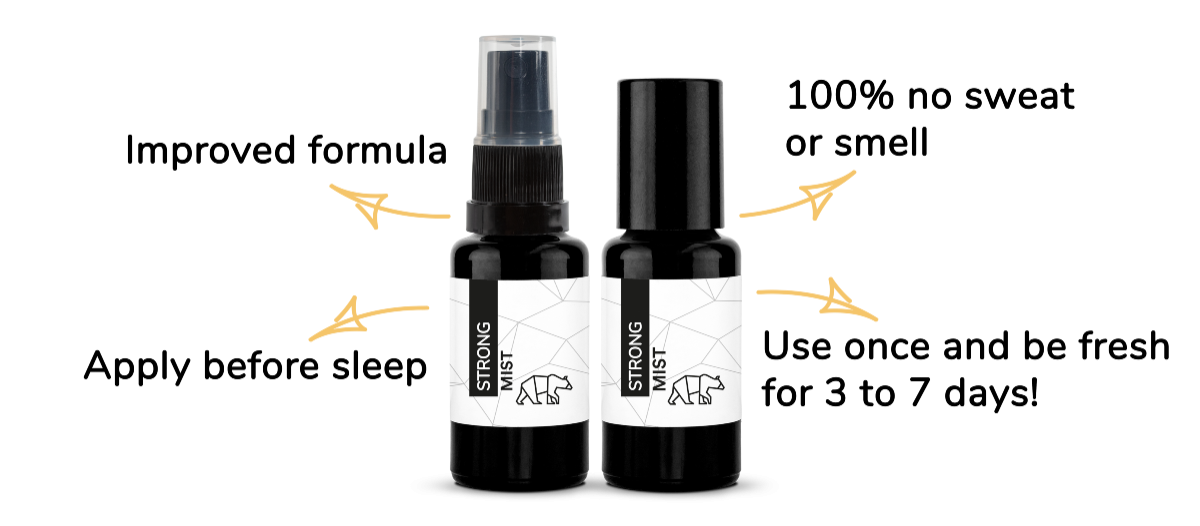 Improved formula
100% no sweat
or smell
Apply before sleep
Use once and be fresh
for 3 to 7 days!
STRONG
MIST
STRONG
MIST